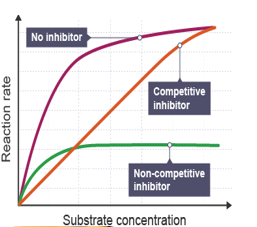 No inhibitor
Competitive
inhibitor
Non-competitive
inhibitor
Reaction rate
Substrate concentration